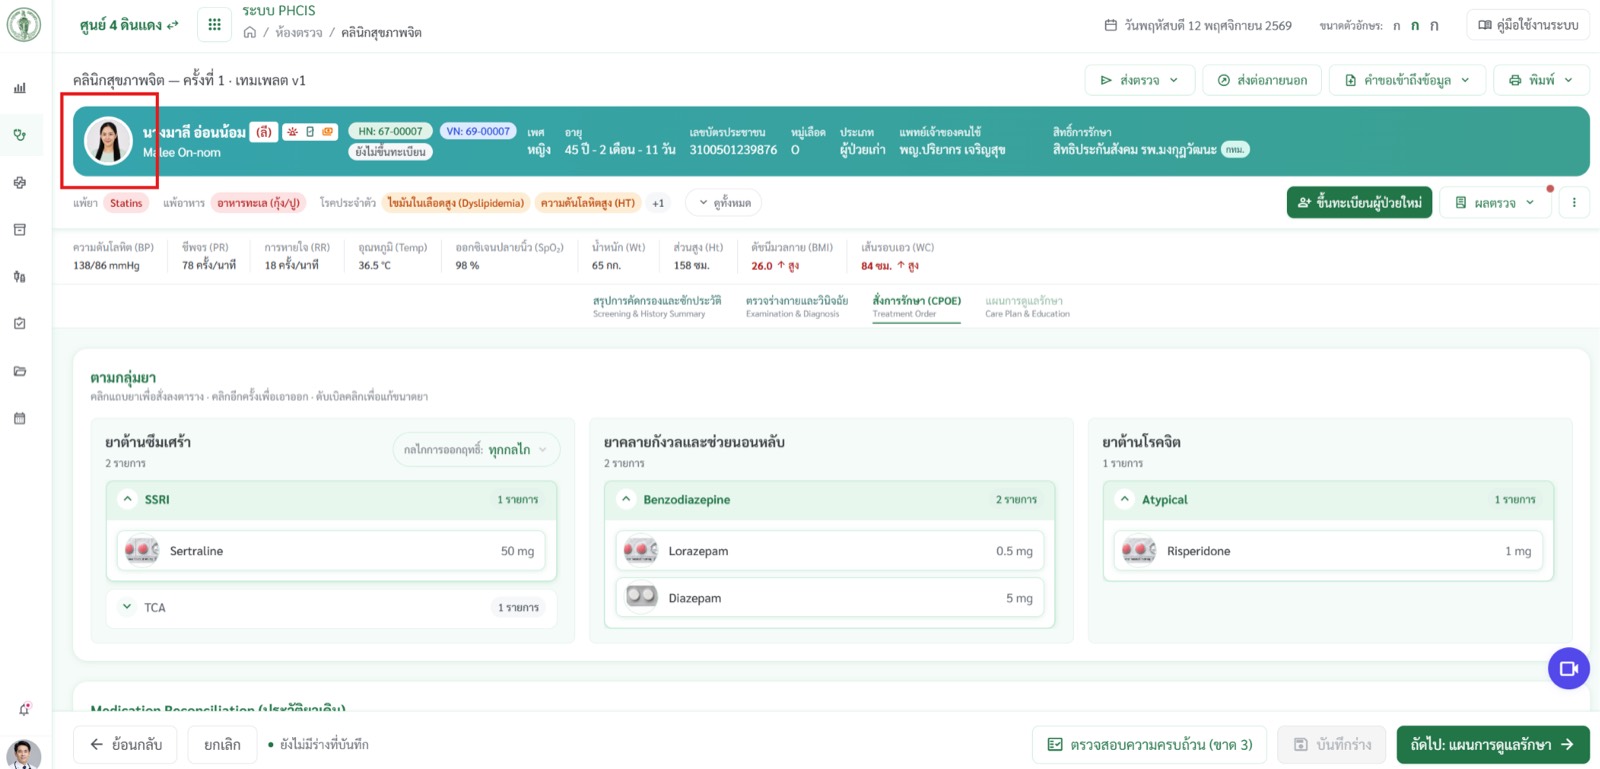 ศูนย์ 4 ดินแดง
ระบบ PHCIS
/ ห้องตรวจ / คลินิกสุขภาพจิต
วันพฤหัสบดี 12 พฤศจิกายน 2569
ขนาดตัวอักษร: ก ก ก
คู่มือใช้งานระบบ
คลินิกสุขภาพจิต — ครั้งที่ 1 · เทมเพลต v1
ส่งตรวจ
ส่งต่อภายนอก
คำขอเข้าถึงข้อมูล
พิมพ์
นางมาลี อ่อนน้อม (ลี)
Malee On-nom
HN: 67-00007
VN: 69-00007
ยังไม่ขึ้นทะเบียน
เพศ
หญิง
อายุ
45 ปี - 2 เดือน - 11 วัน
เลขบัตรประชาชน
3100501239876
หมู่เลือด
O
ประเภท
ผู้ป่วยเก่า
แพทย์เจ้าของคนไข้
พญ.ปริยากร เจริญสุข
สิทธิ์การรักษา
สิทธิประกันสังคม รพ.มงกุฎวัฒนะ กทม.
แพ้ยา Statins
แพ้อาหาร อาหารทะเล (กุ้ง/ปู)
โรคประจำตัว ไขมันในเลือดสูง (Dyslipidemia) ความดันโลหิตสูง (HT) +1
ดูทั้งหมด
ขึ้นทะเบียนผู้ป่วยใหม่
ผลตรวจ
ความดันโลหิต (BP)
138/86 mmHg
ชีพจร (PR)
78 ครั้ง/นาที
การหายใจ (RR)
18 ครั้ง/นาที
อุณหภูมิ (Temp)
36.5 °C
ออกซิเจนปลายนิ้ว (SpO₂)
98 %
น้ำหนัก (Wt)
65 กก.
ส่วนสูง (Ht)
158 ซม.
ดัชนีมวลกาย (BMI)
26.0 ↑ สูง
เส้นรอบเอว (WC)
84 ซม. ↑ สูง
สรุปการคัดกรองและซักประวัติ
Screening & History Summary
ตรวจร่างกายและวินิจฉัย
Examination & Diagnosis
สั่งการรักษา (CPOE)
Treatment Order
แผนการดูแลรักษา
Care Plan & Education
ตามกลุ่มยา
คลิกแถบยาเพื่อสั่งลงตาราง · คลิกอีกครั้งเพื่อเอาออก · ดับเบิลคลิกเพื่อแก้ขนาดยา
ยาต้านซึมเศร้า
2 รายการ
กลไกการออกฤทธิ์: ทุกกลไก
SSRI 1 รายการ
Sertraline 50 mg
TCA 1 รายการ
ยาคลายกังวลและช่วยนอนหลับ
2 รายการ
Benzodiazepine 2 รายการ
Lorazepam 0.5 mg
Diazepam 5 mg
ยาต้านโรคจิต
1 รายการ
Atypical 1 รายการ
Risperidone 1 mg
Medication Reconciliation (ประวัติยาเดิม)
ย้อนกลับ
ยกเลิก
ยังไม่มีร่างที่บันทึก
ตรวจสอบความครบถ้วน (ขาด 3)
บันทึกร่าง
ถัดไป: แผนการดูแลรักษา